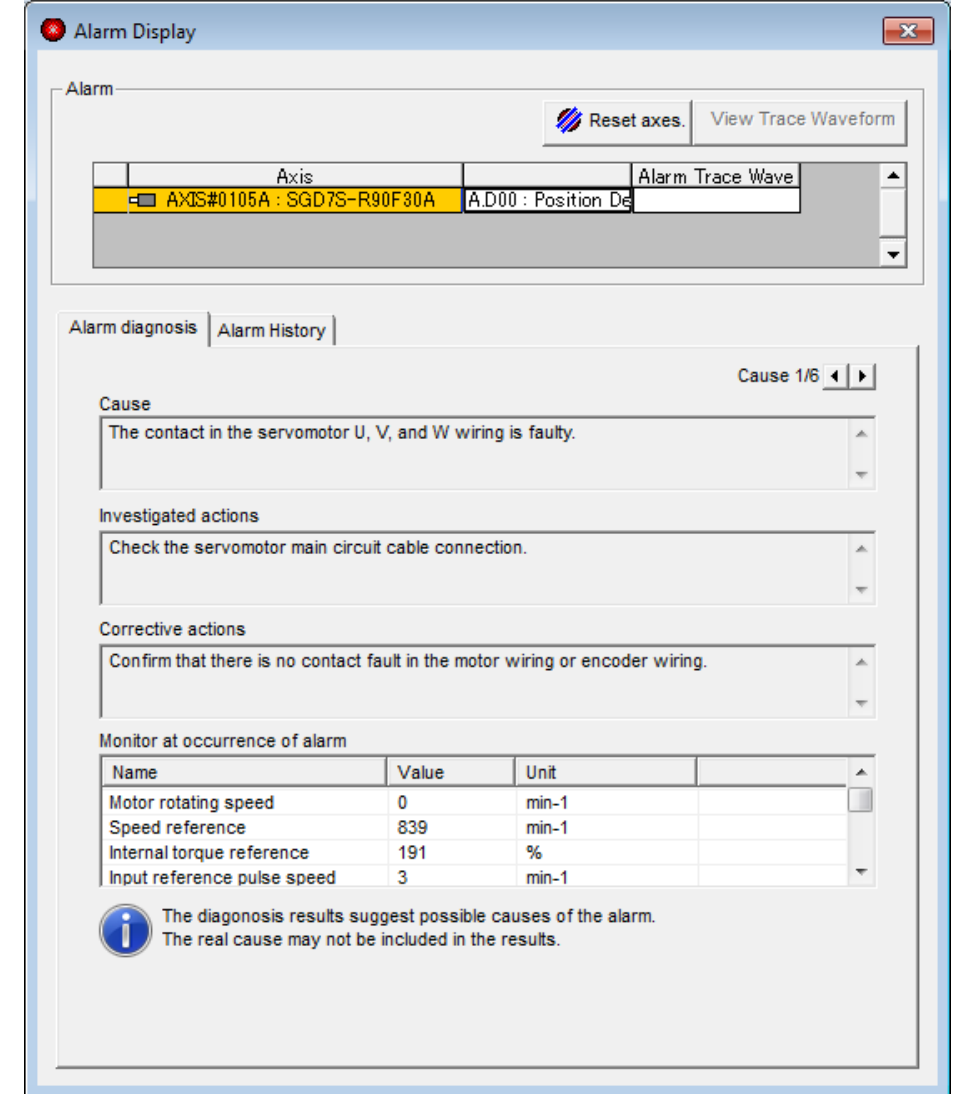 Alarm Display
Alarm
Reset axes.
View Trace Waveform
Axis
Alarm Trace Wave
AXIS#0105A : SGD7S-R90F30A
A.D00 : Position De
Alarm diagnosis
Alarm History
Cause 1/6
Cause
The contact in the servomotor U, V, and W wiring is faulty.
Investigated actions
Check the servomotor main circuit cable connection.
Corrective actions
Confirm that there is no contact fault in the motor wiring or encoder wiring.
Monitor at occurrence of alarm
Name Value Unit
Motor rotating speed 0 min-1
Speed reference 839 min-1
Internal torque reference 191 %
Input reference pulse speed 3 min-1
The diagonosis results suggest possible causes of the alarm.
The real cause may not be included in the results.